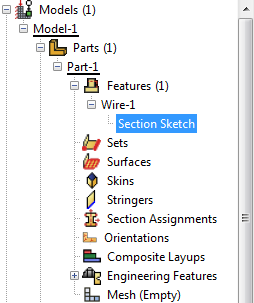 Models (1)
Model-1
Parts (1)
Part-1
Features (1)
Wire-1
Section Sketch
Sets
Surfaces
Skins
Stringers
Section Assignments
Orientations
Composite Layups
Engineering Features
Mesh (Empty)